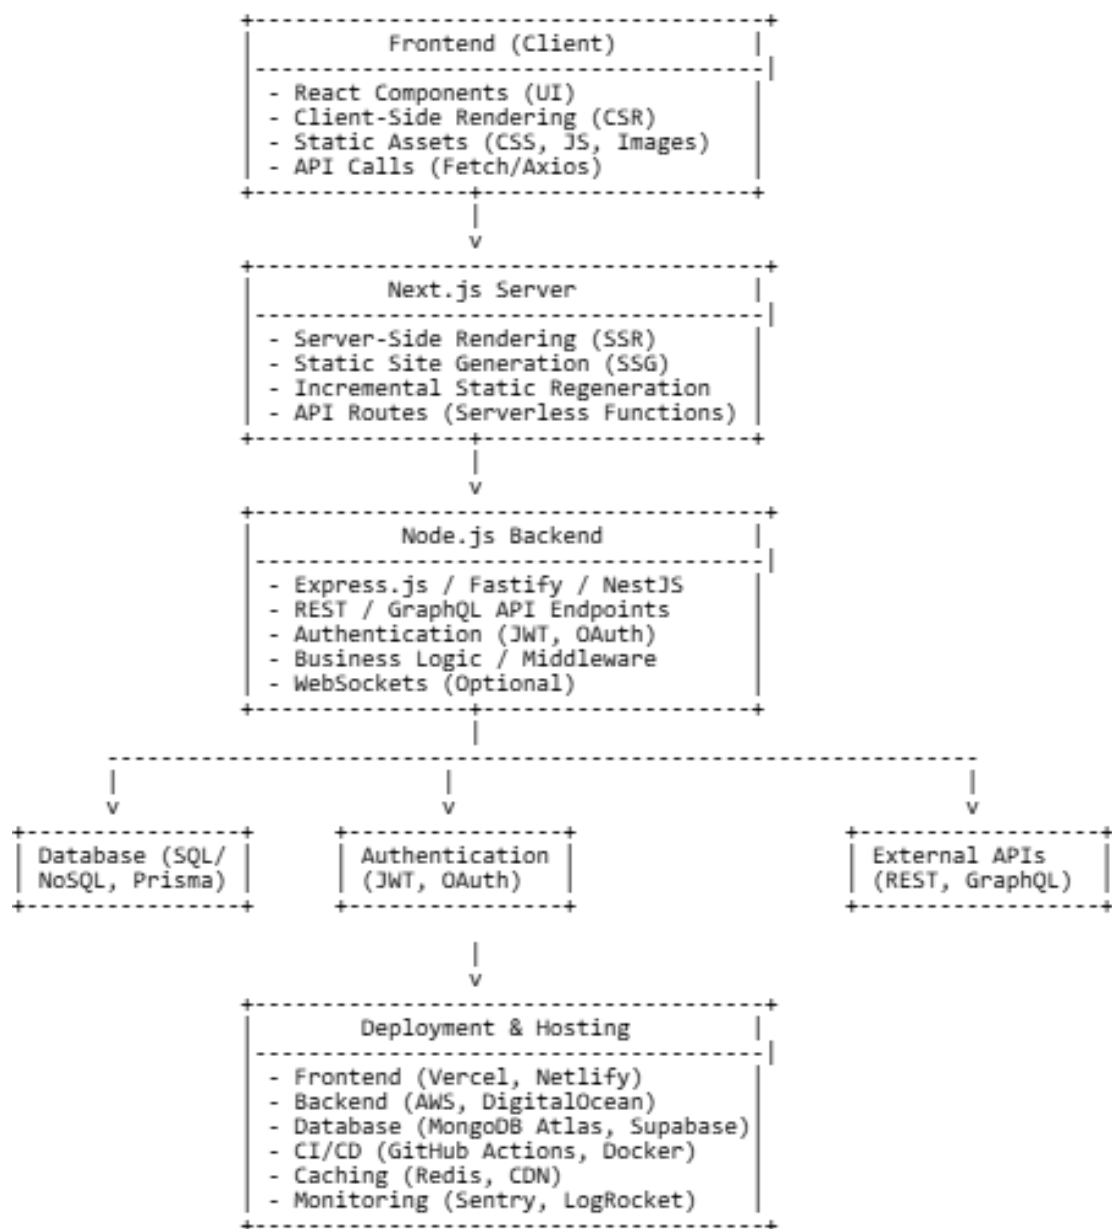 Frontend (Client)
- React Components (UI)
- Client-Side Rendering (CSR)
- Static Assets (CSS, JS, Images)
- API Calls (Fetch/Axios)
Next.js Server
- Server-Side Rendering (SSR)
- Static Site Generation (SSG)
- Incremental Static Regeneration
- API Routes (Serverless Functions)
Node.js Backend
- Express.js / Fastify / NestJS
- REST / GraphQL API Endpoints
- Authentication (JWT, OAuth)
- Business Logic / Middleware
- WebSockets (Optional)
Database (SQL/
NoSQL, Prisma)
Authentication
(JWT, OAuth)
External APIs
(REST, GraphQL)
Deployment & Hosting
- Frontend (Vercel, Netlify)
- Backend (AWS, DigitalOcean)
- Database (MongoDB Atlas, Supabase)
- CI/CD (GitHub Actions, Docker)
- Caching (Redis, CDN)
- Monitoring (Sentry, LogRocket)